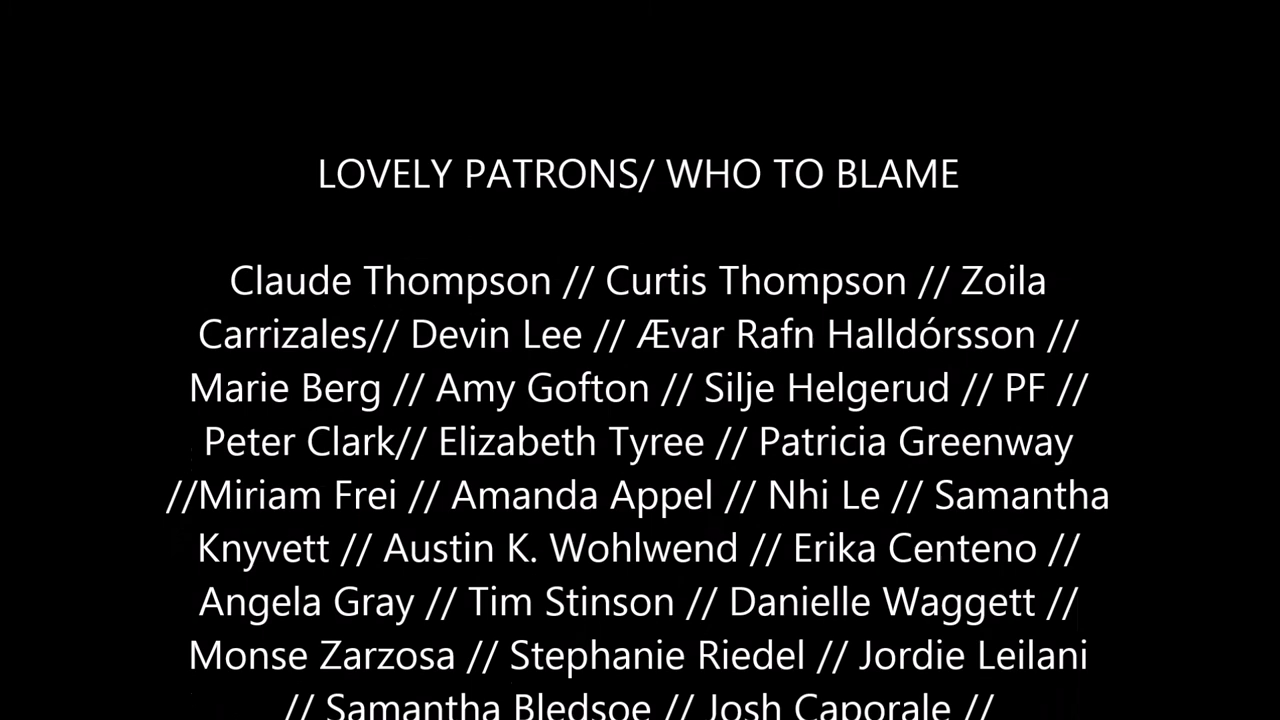 LOVELY PATRONS/ WHO TO BLAME
Claude Thompson // Curtis Thompson // Zoila
Carrizales// Devin Lee // Ævar Rafn Halldórsson //
Marie Berg // Amy Gofton // Silje Helgerud // PF //
Peter Clark// Elizabeth Tyree // Patricia Greenway
//Miriam Frei // Amanda Appel // Nhi Le // Samantha
Knyvett // Austin K. Wohlwend // Erika Centeno //
Angela Gray // Tim Stinson // Danielle Waggett //
Monse Zarzosa // Stephanie Riedel // Jordie Leilani
// Samantha Bledsoe // Josh Caporale //